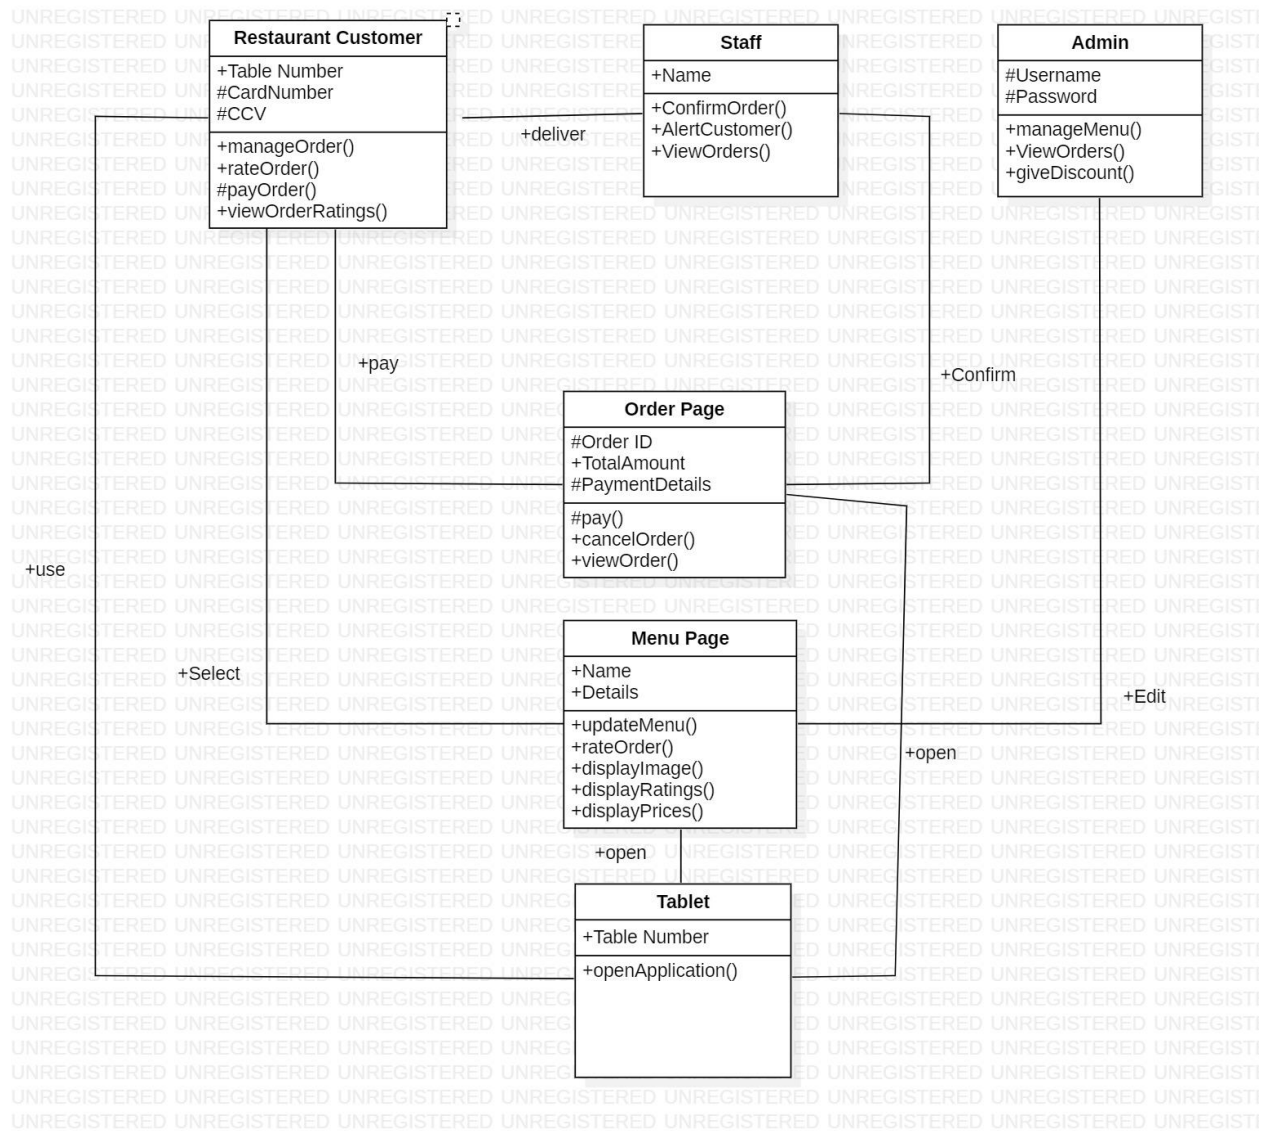 Restaurant Customer
+Table Number
#CardNumber
#CCV
+manageOrder()
+rateOrder()
#payOrder()
+viewOrderRatings()
+deliver
Staff
+Name
+ConfirmOrder()
+AlertCustomer()
+ViewOrders()
Admin
#Username
#Password
+manageMenu()
+ViewOrders()
+giveDiscount()
+pay
+Confirm
Order Page
#Order ID
+TotalAmount
#PaymentDetails
#pay()
+cancelOrder()
+viewOrder()
+use
+Select
Menu Page
+Name
+Details
+updateMenu()
+rateOrder()
+displayImage()
+displayRatings()
+displayPrices()
+Edit
+open
+open
Tablet
+Table Number
+openApplication()